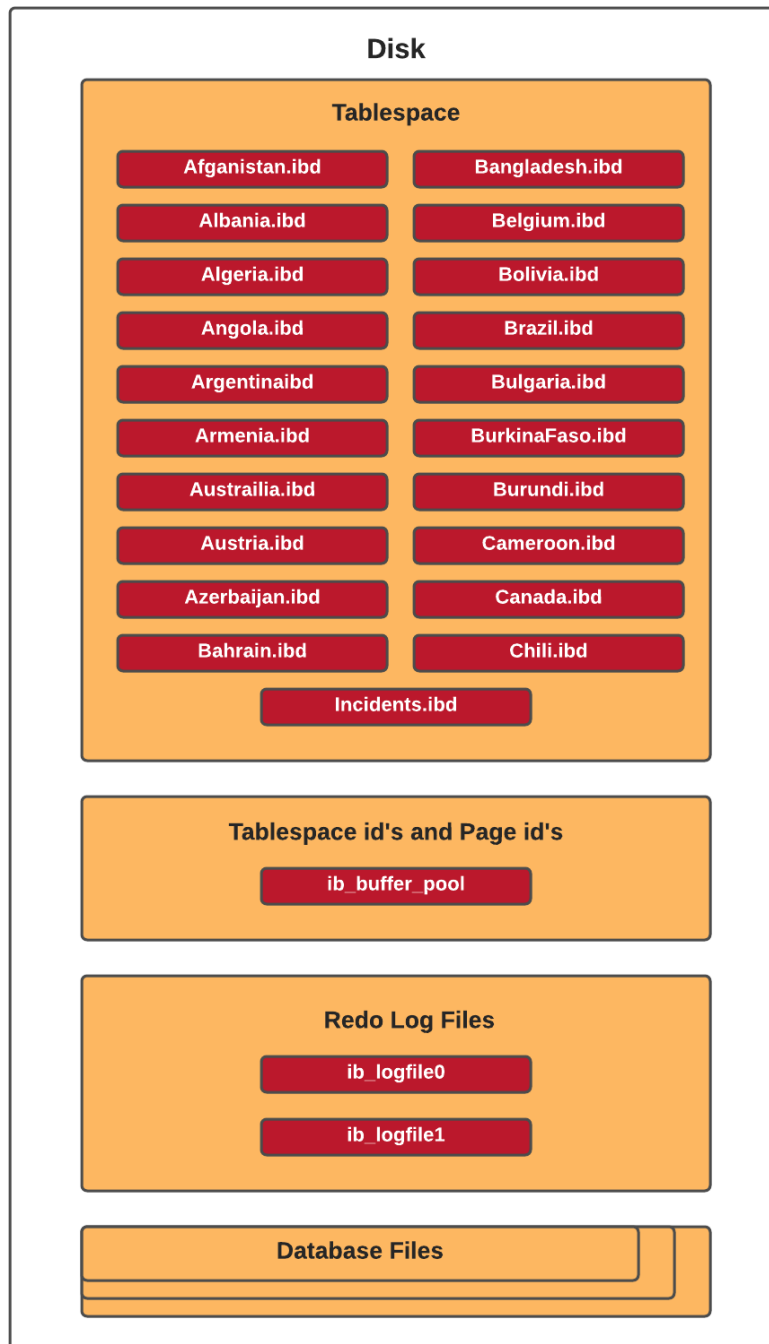 Disk
Tablespace
Afganistan.ibd
Bangladesh.ibd
Albania.ibd
Belgium.ibd
Algeria.ibd
Bolivia.ibd
Angola.ibd
Brazil.ibd
Argentinaibd
Bulgaria.ibd
Armenia.ibd
BurkinaFaso.ibd
Austrailia.ibd
Burundi.ibd
Austria.ibd
Cameroon.ibd
Azerbaijan.ibd
Canada.ibd
Bahrain.ibd
Chili.ibd
Incidents.ibd
Tablespace id's and Page id's
ib_buffer_pool
Redo Log Files
ib_logfile0
ib_logfile1
Database Files